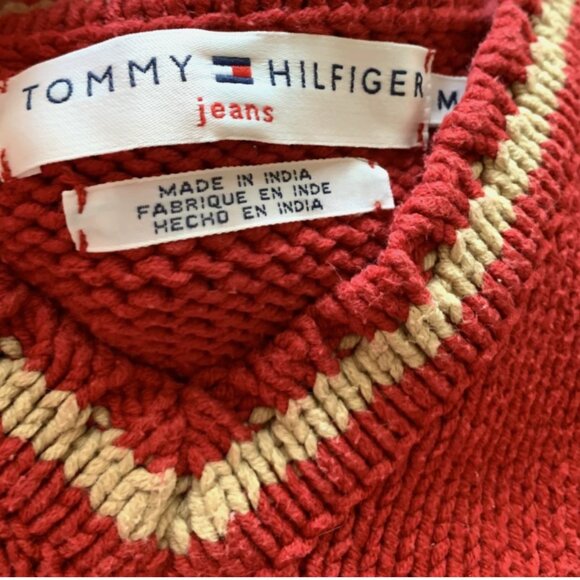 TOMMY HILFIGER
jeans
M
MADE IN INDIA
FABRIQUE EN INDE
HECHO EN INDIA